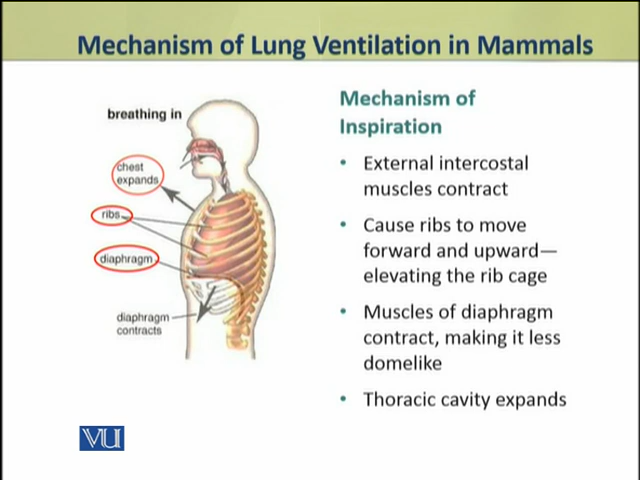 Mechanism of Lung Ventilation in Mammals
breathing in
chest
expands
ribs
diaphragm
diaphragm
contracts
Mechanism of
Inspiration
• External intercostal
muscles contract
• Cause ribs to move
forward and upward—
elevating the rib cage
• Muscles of diaphragm
contract, making it less
domelike
• Thoracic cavity expands
VU